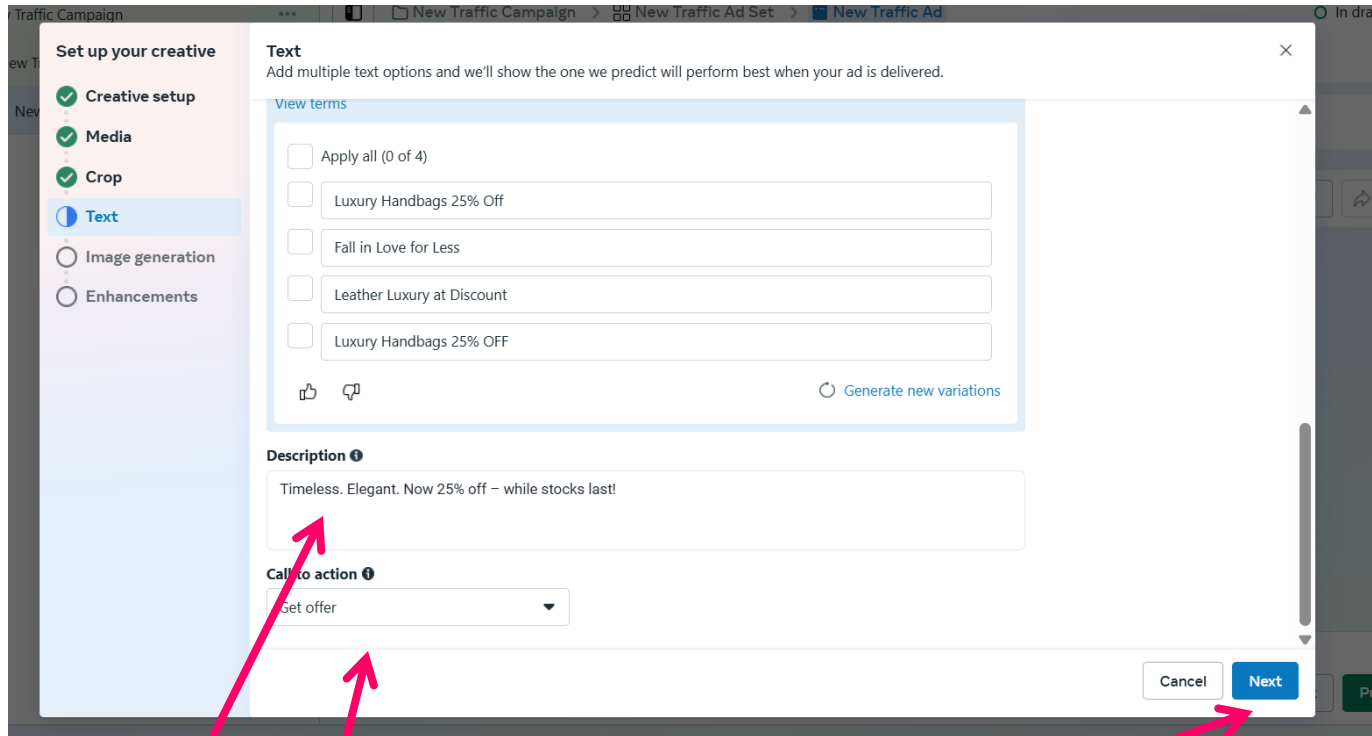 Traffic Campaign
New Traffic Campaign > New Traffic Ad Set > New Traffic Ad
In
Set up your creative
Creative setup
Media
Crop
Text
Image generation
Enhancements
Text
Add multiple text options and we'll show the one we predict will perform best when your ad is delivered.
View terms
Apply all (0 of 4)
Luxury Handbags 25% Off
Fall in Love for Less
Leather Luxury at Discount
Luxury Handbags 25% OFF
Generate new variations
Description
Timeless. Elegant. Now 25% off – while stocks last!
Call to action
Get offer
Cancel
Next